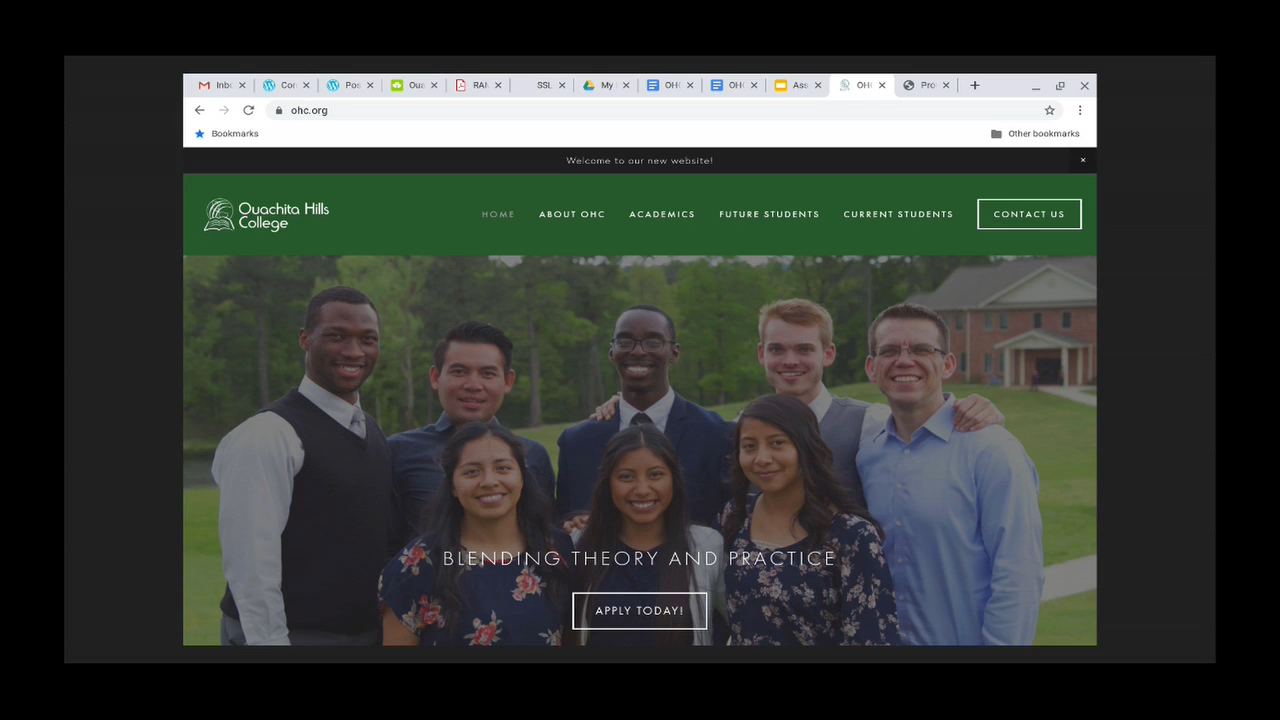 Inb
Cor
Pos
Oua
RAI
SSL
My
OHC
OHC
Ass
OHC
Pro
ohc.org
Bookmarks
Other bookmarks
Welcome to our new website!
Ouachita Hills
College
HOME
ABOUT OHC
ACADEMICS
FUTURE STUDENTS
CURRENT STUDENTS
CONTACT US
BLENDING THEORY AND PRACTICE
APPLY TODAY!